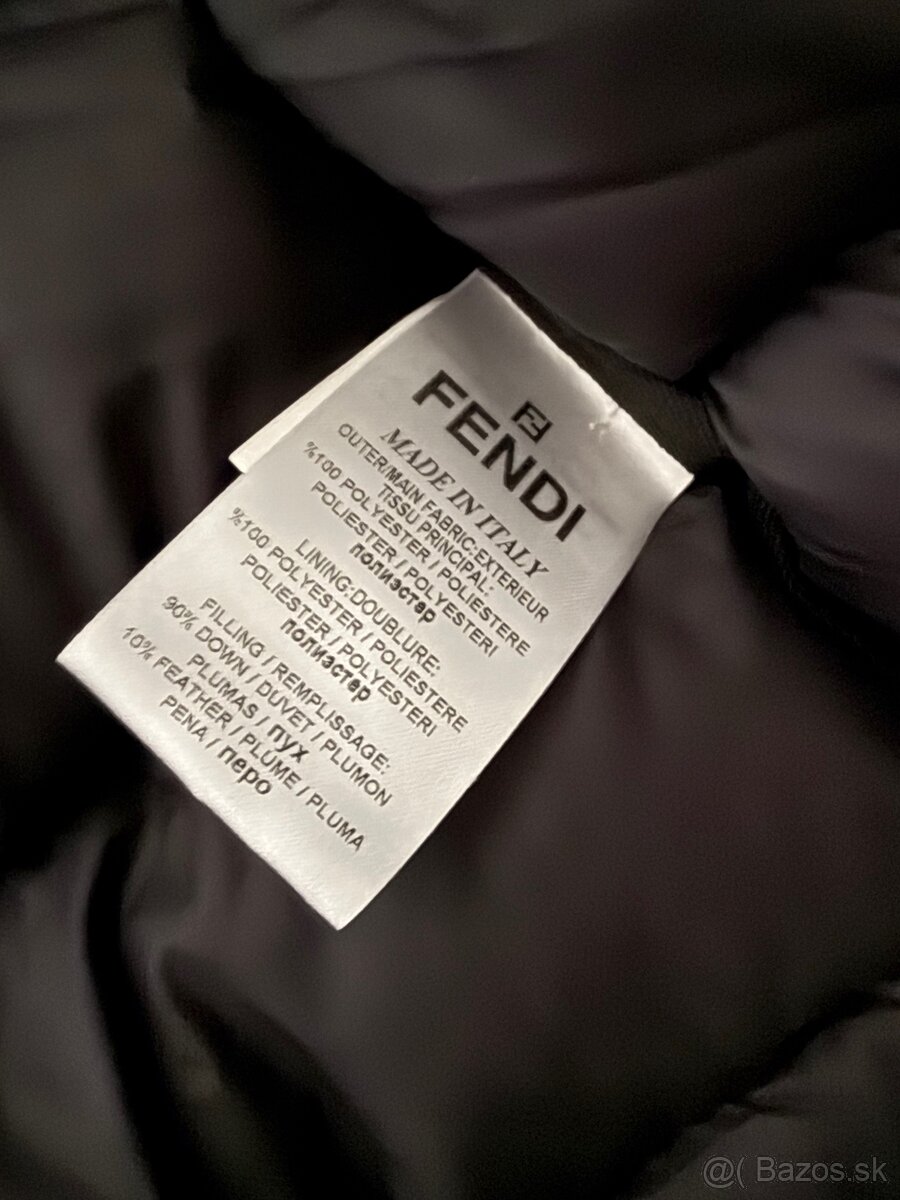 FF
FENDI
MADE IN ITALY
OUTER/MAIN FABRIC:EXTERIEUR
TISSU PRINCIPAL:
%100 POLYESTER / POLIESTERE
POLIESTER / POLYESTERI
полиэстер
LINING:DOUBLURE:
%100 POLYESTER / POLIESTERE
POLIESTER / POLYESTERI
полиэстер
FILLING / REMPLISSAGE:
90% DOWN / DUVET / PLUMON
PLUMAS / пух
10% FEATHER / PLUME / PLUMA
PENA / перо
@( Bazos.sk